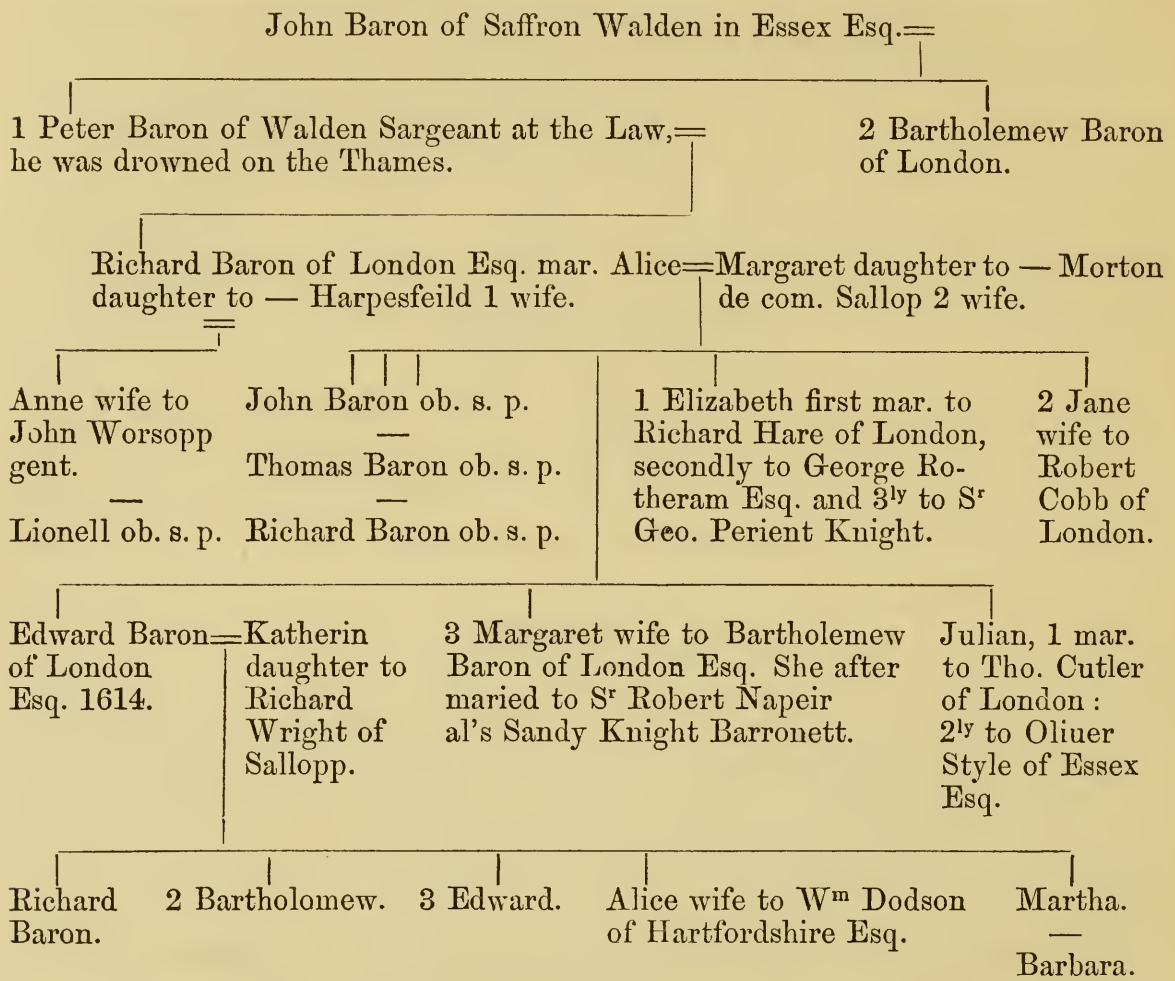 John Baron of Saffron Walden in Essex Esq.=
1 Peter Baron of Walden Sargeant at the Law,=
he was drowned on the Thames.
2 Bartholemew Baron
of London.
Richard Baron of London Esq. mar. Alice=Margaret daughter to — Morton
daughter to — Harpesfeild 1 wife.
de com. Sallop 2 wife.
Anne wife to
John Worsopp
gent.
—
Lionell ob. s. p.
John Baron ob. s. p.
—
Thomas Baron ob. s. p.
—
Richard Baron ob. s. p.
1 Elizabeth first mar. to
Richard Hare of London,
secondly to George Ro-
theram Esq. and 3ly to Sr
Geo. Perient Knight.
2 Jane
wife to
Robert
Cobb of
London.
Edward Baron=Katherin
of London
Esq. 1614.
daughter to
Richard
Wright of
Sallopp.
3 Margaret wife to Bartholemew
Baron of London Esq. She after
maried to Sr Robert Napeir
al's Sandy Knight Barronett.
Julian, 1 mar.
to Tho. Cutler
of London :
2ly to Oliuer
Style of Essex
Esq.
Richard
Baron.
2 Bartholomew.
3 Edward.
Alice wife to Wm Dodson
of Hartfordshire Esq.
Martha.
—
Barbara.